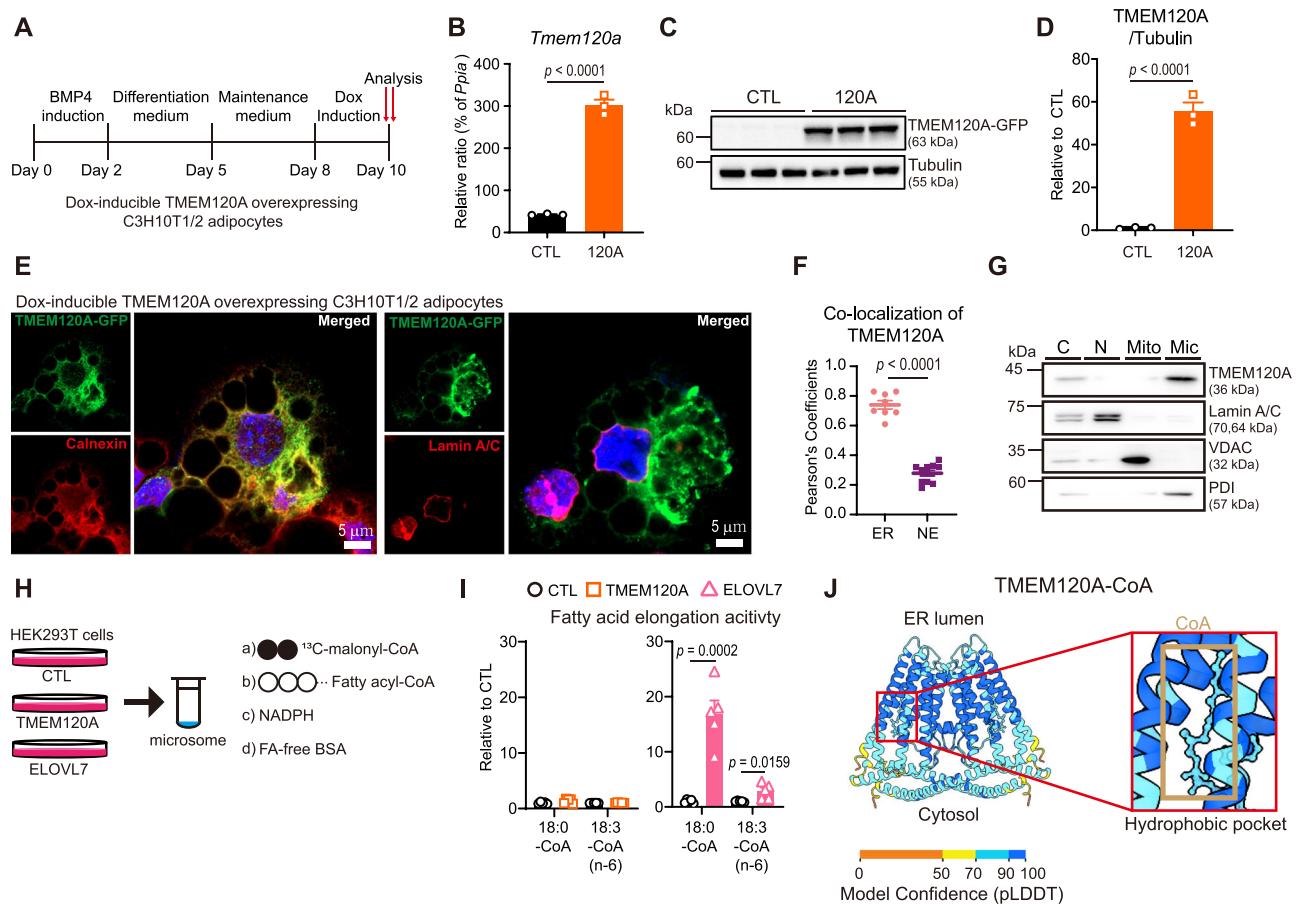 A
Analysis
BMP4
induction
Differentiation
medium
Maintenance
medium
Dox
Induction
Day 0
Day 2
Day 5
Day 8
Day 10
Dox-inducible TMEM120A overexpressing
C3H10T1/2 adipocytes
B
Tmem120a
p < 0.0001
Relative ratio (% of Ppia )
400
300
200
100
0
CTL
120A
C
CTL
120A
kDa
60
TMEM120A-GFP
(63 kDa)
60
Tubulin
(55 kDa)
D
TMEM120A
/Tubulin
p < 0.0001
Relative to CTL
80
60
40
20
0
CTL
120A
E
Dox-inducible TMEM120A overexpressing C3H10T1/2 adipocytes
TMEM120A-GFP
Merged
Calnexin
5 μm
TMEM120A-GFP
Merged
Lamin A/C
5 μm
F
Co-localization of
TMEM120A
p < 0.0001
Pearson's Coefficients
1.0
0.8
0.6
0.4
0.2
0.0
ER
NE
G
kDa
C
N
Mito
Mic
45
TMEM120A
(36 kDa)
75
Lamin A/C
(70,64 kDa)
35
VDAC
(32 kDa)
60
PDI
(57 kDa)
H
HEK293T cells
CTL
TMEM120A
ELOVL7
microsome
a) ¹³C-malonyl-CoA
b) ··· Fatty acyl-CoA
c) NADPH
d) FA-free BSA
I
CTL
TMEM120A
ELOVL7
Fatty acid elongation acitivty
Relative to CTL
30
25
20
15
10
5
0
18:0
-CoA
18:3
-CoA
(n-6)
30
20
10
0
p = 0.0002
p = 0.0159
18:0
-CoA
18:3
-CoA
(n-6)
J
TMEM120A-CoA
ER lumen
CoA
Cytosol
Hydrophobic pocket
0
50
70
90
100
Model Confidence (pLDDT)